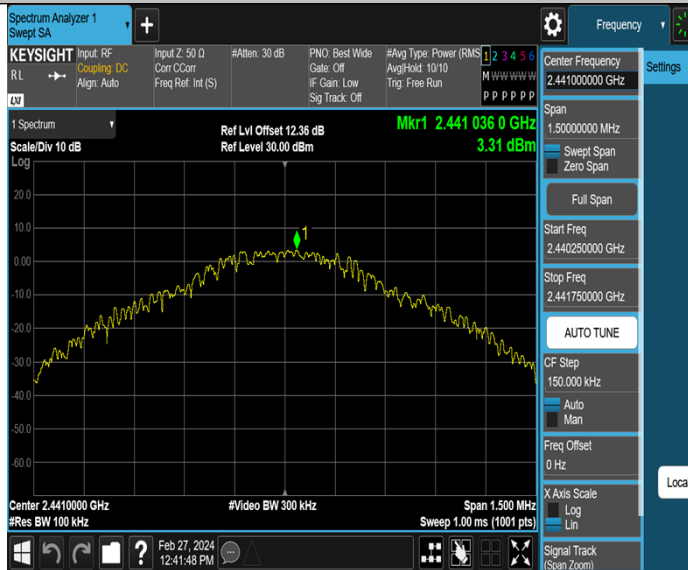 Spectrum Analyzer 1
Swept SA
+
Frequency
KEYSIGHT
RL
LXI
Input: RF
Coupling: DC
Align: Auto
Input Z: 50 Ω
Corr CCorr
Freq Ref: Int (S)
#Atten: 30 dB
PNO: Best Wide
Gate: Off
IF Gain: Low
Sig Track: Off
#Avg Type: Power (RMS
Avg|Hold: 10/10
Trig: Free Run
1 2 3 4 5 6
M W W W W W
P P P P P P
1 Spectrum
Scale/Div 10 dB
Log
Ref Lvl Offset 12.36 dB
Ref Level 30.00 dBm
Mkr1 2.441 036 0 GHz
3.31 dBm
20.0
10.0
0.00
-10.0
-20.0
-30.0
-40.0
-50.0
-60.0
1
Center 2.4410000 GHz
#Res BW 100 kHz
#Video BW 300 kHz
Span 1.500 MHz
Sweep 1.00 ms (1001 pts)
?
Feb 27, 2024
12:41:48 PM
Center Frequency
2.441000000 GHz
Span
1.50000000 MHz
Swept Span
Zero Span
Full Span
Start Freq
2.440250000 GHz
Stop Freq
2.441750000 GHz
AUTO TUNE
CF Step
150.000 kHz
Auto
Man
Freq Offset
0 Hz
X Axis Scale
Log
Lin
Signal Track
(Span Zoom)
Settings
Loca